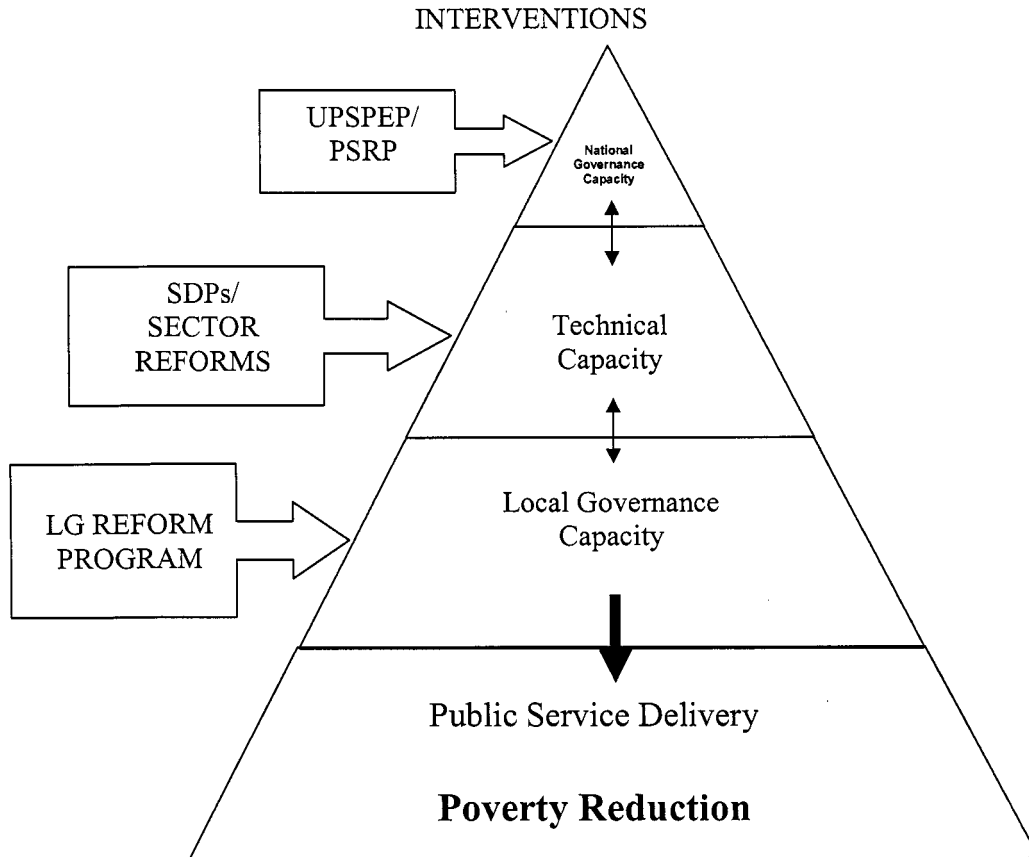 INTERVENTIONS
UPSPEP/
PSRP
National
Governance
Capacity
SDPs/
SECTOR
REFORMS
Technical
Capacity
LG REFORM
PROGRAM
Local Governance
Capacity
Public Service Delivery
Poverty Reduction